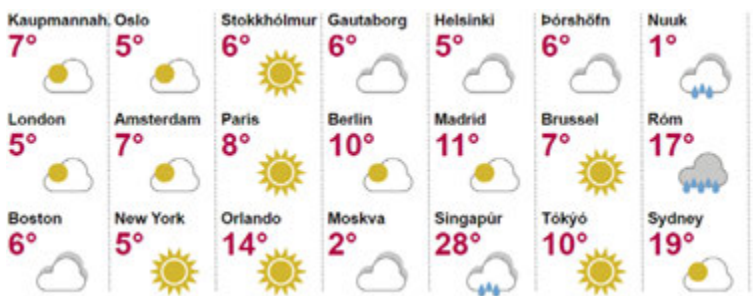 Kaupmannah. Oslo Stokkhólmur Gautaborg Helsinki Þórshöfn Nuuk
7° 5° 6° 6° 5° 6° 1°
London Amsterdam Paris Berlin Madríd Brussel Róm
5° 7° 8° 10° 11° 7° 17°
Boston New York Orlando Moskva Singapúr Tókýó Sydney
6° 5° 14° 2° 28° 10° 19°